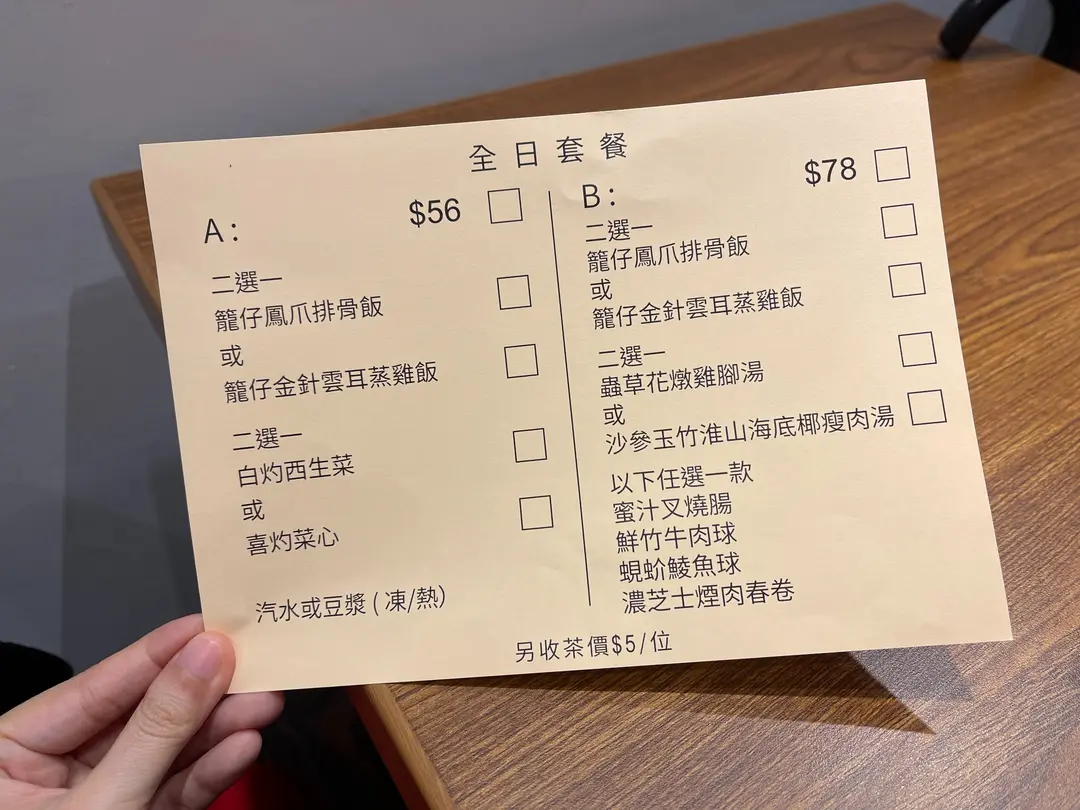 全日套餐
A: $56
二選一
籠仔鳳爪排骨飯
或
籠仔金針雲耳蒸雞飯
二選一
白灼西生菜
或
喜灼菜心
汽水或豆漿 ( 凍/熱)
B: $78
二選一
籠仔鳳爪排骨飯
或
籠仔金針雲耳蒸雞飯
二選一
蟲草花燉雞腳湯
或
沙參玉竹淮山海底椰瘦肉湯
以下任選一款
蜜汁叉燒腸
鮮竹牛肉球
蜆蚧鯪魚球
濃芝士煙肉春卷
另收茶價$5/位